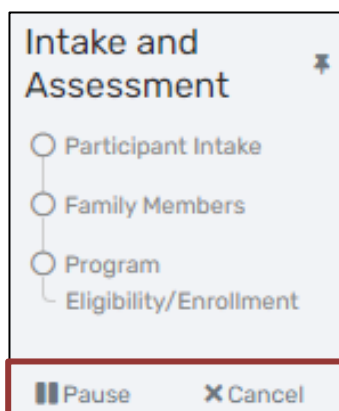 Intake and
Assessment
Participant Intake
Family Members
Program
Eligibility/Enrollment
Pause Cancel